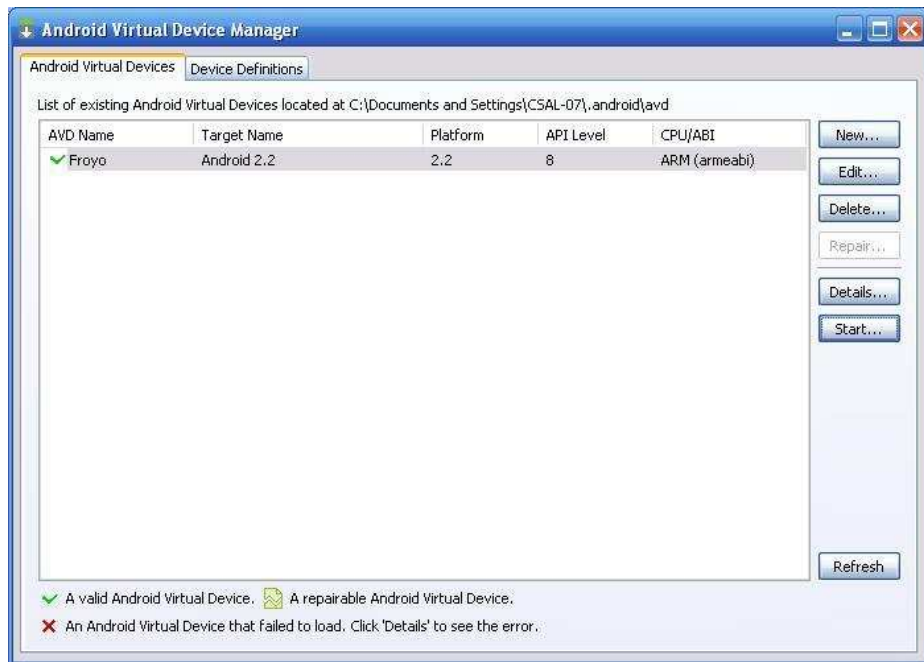 Android Virtual Device Manager
Android Virtual Devices Device Definitions
List of existing Android Virtual Devices located at C:\Documents and Settings\CSAL-07\.android\avd
AVD Name Target Name Platform API Level CPU/ABI
Froyo Android 2.2 2.2 8 ARM (armeabi)
New...
Edit...
Delete...
Repair...
Details...
Start...
Refresh
A valid Android Virtual Device. A repairable Android Virtual Device.
An Android Virtual Device that failed to load. Click 'Details' to see the error.